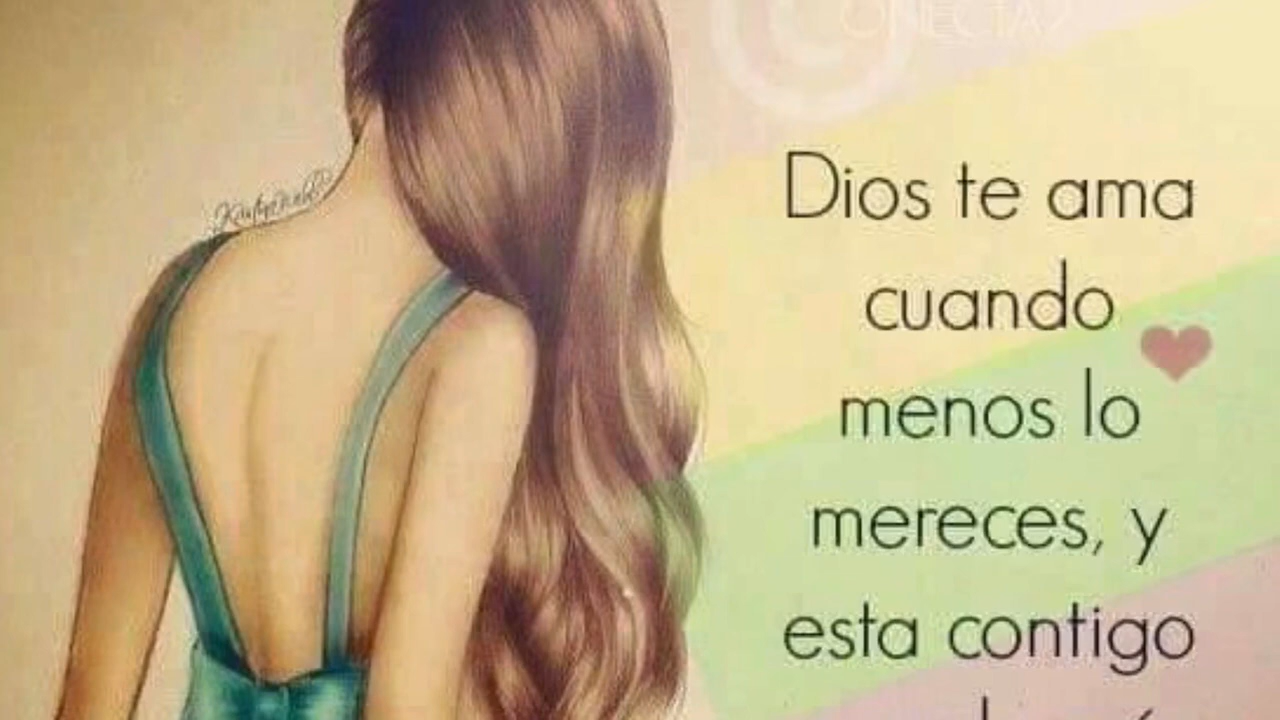 Dios te ama
cuando
menos lo
mereces, y
esta contigo